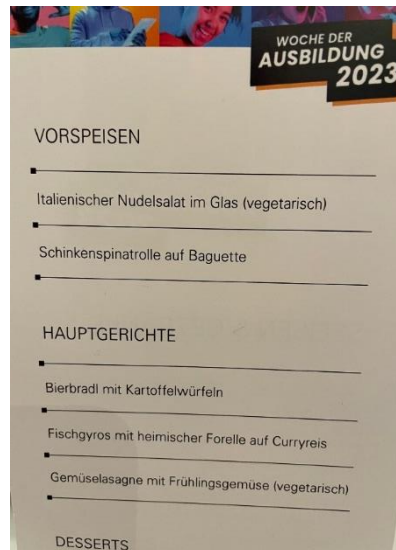 WOCHE DER
AUSBILDUNG
2023
VORSPEISEN
Italienischer Nudelsalat im Glas (vegetarisch)
Schinkenspinatrolle auf Baguette
HAUPTGERICHTE
Bierbradl mit Kartoffelwürfeln
Fischgyros mit heimischer Forelle auf Curryreis
Gemüselasagne mit Frühlingsgemüse (vegetarisch)
DESSERTS